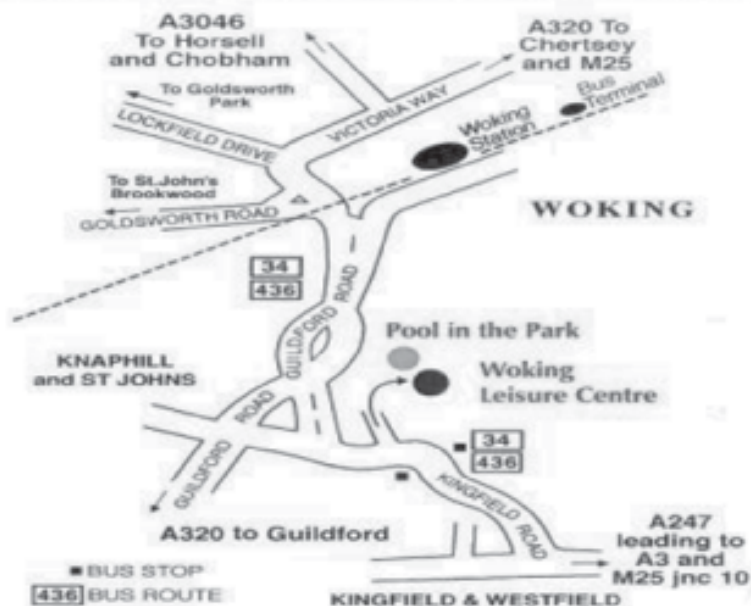 A3046
To Horsell
and Chobham
A320 To
Chertsey
and M25
To Goldsworth
Park
LOCKFIELD DRIVE
VICTORIA WAY
Woking
Station
Bus
Terminal
To St.John's
Brookwood
GOLDSWORTH ROAD
WOKING
34
436
GUILDFORD ROAD
Pool in the Park
KNAPHILL
and ST JOHNS
Woking
Leisure Centre
GUILDFORD ROAD
34
436
KINGFIELD ROAD
A320 to Guildford
A247
leading to
A3 and
M25 jnc 10
BUS STOP
436 BUS ROUTE
KINGFIELD & WESTFIELD